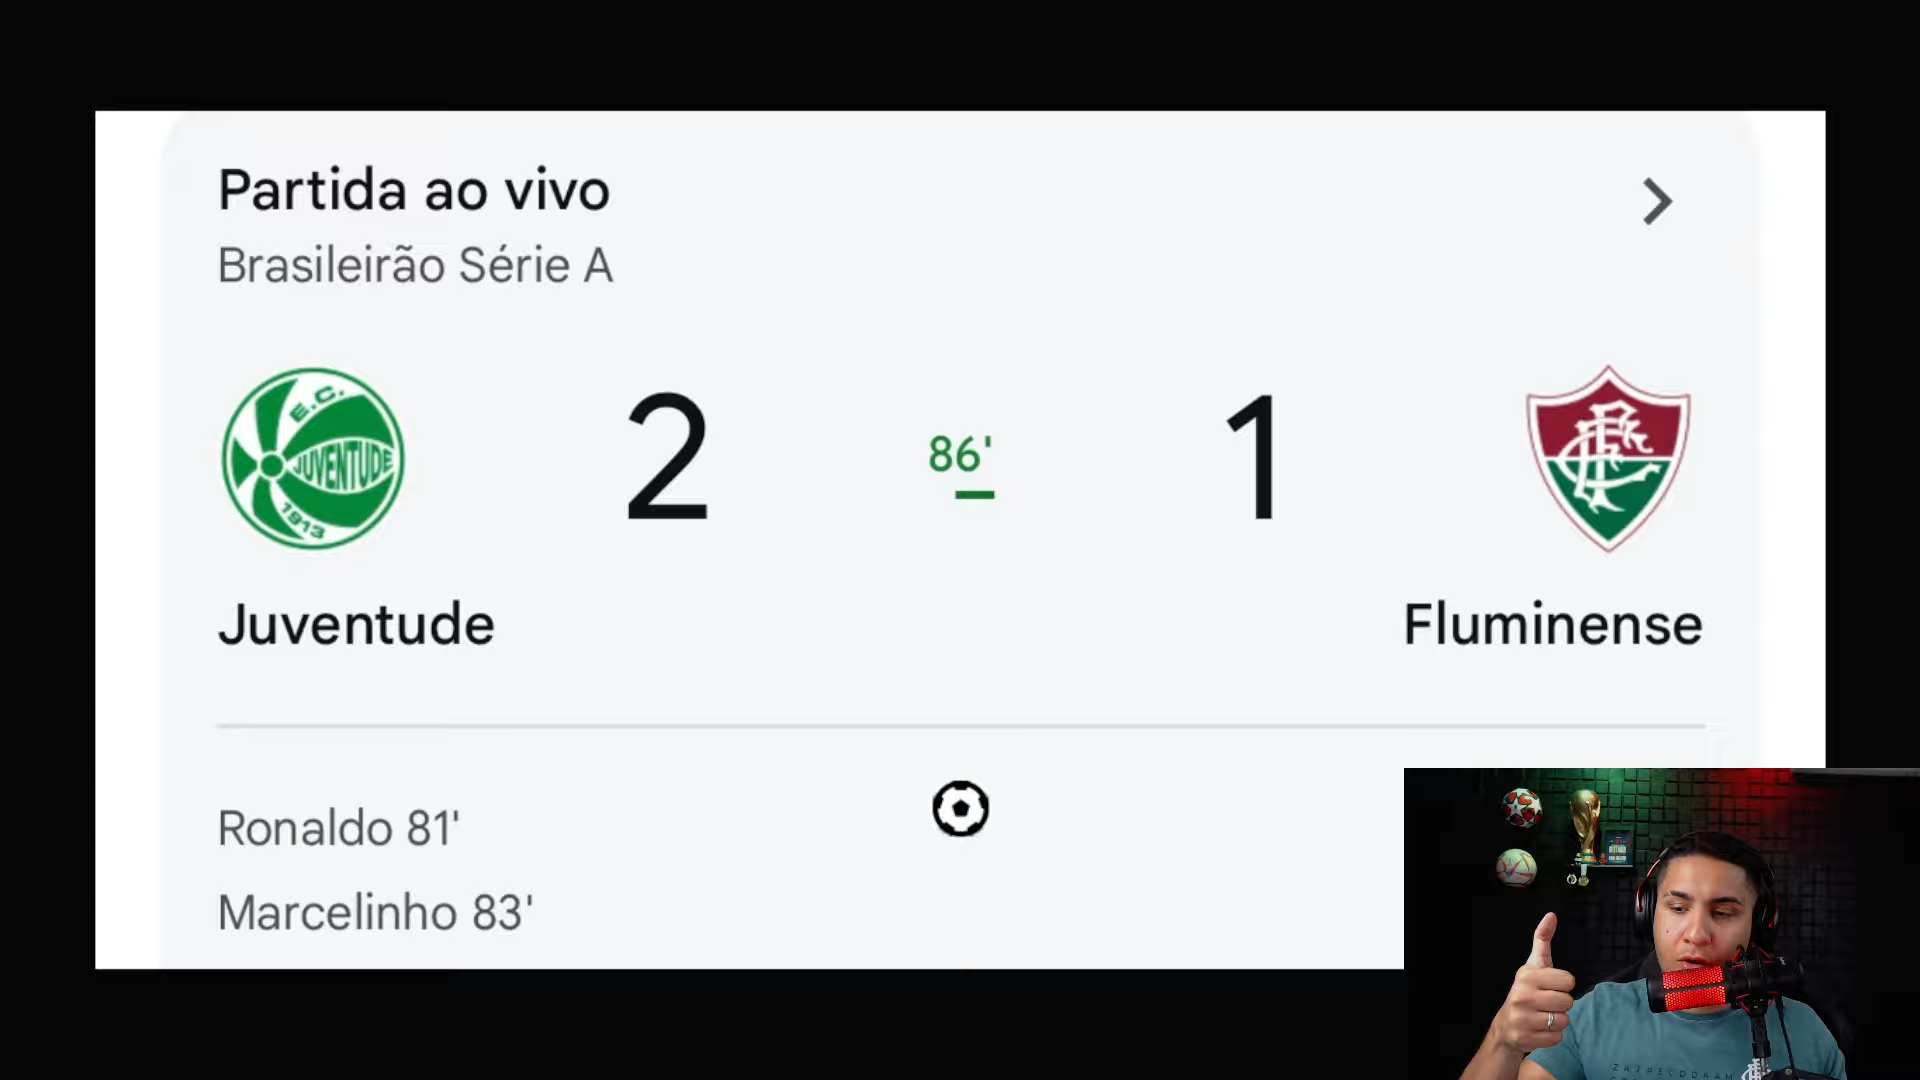 Partida ao vivo
Brasileirão Série A
E.C.
JUVENTUDE
1913
2
86'
1
Juventude
Fluminense
Ronaldo 81'
Marcelinho 83'